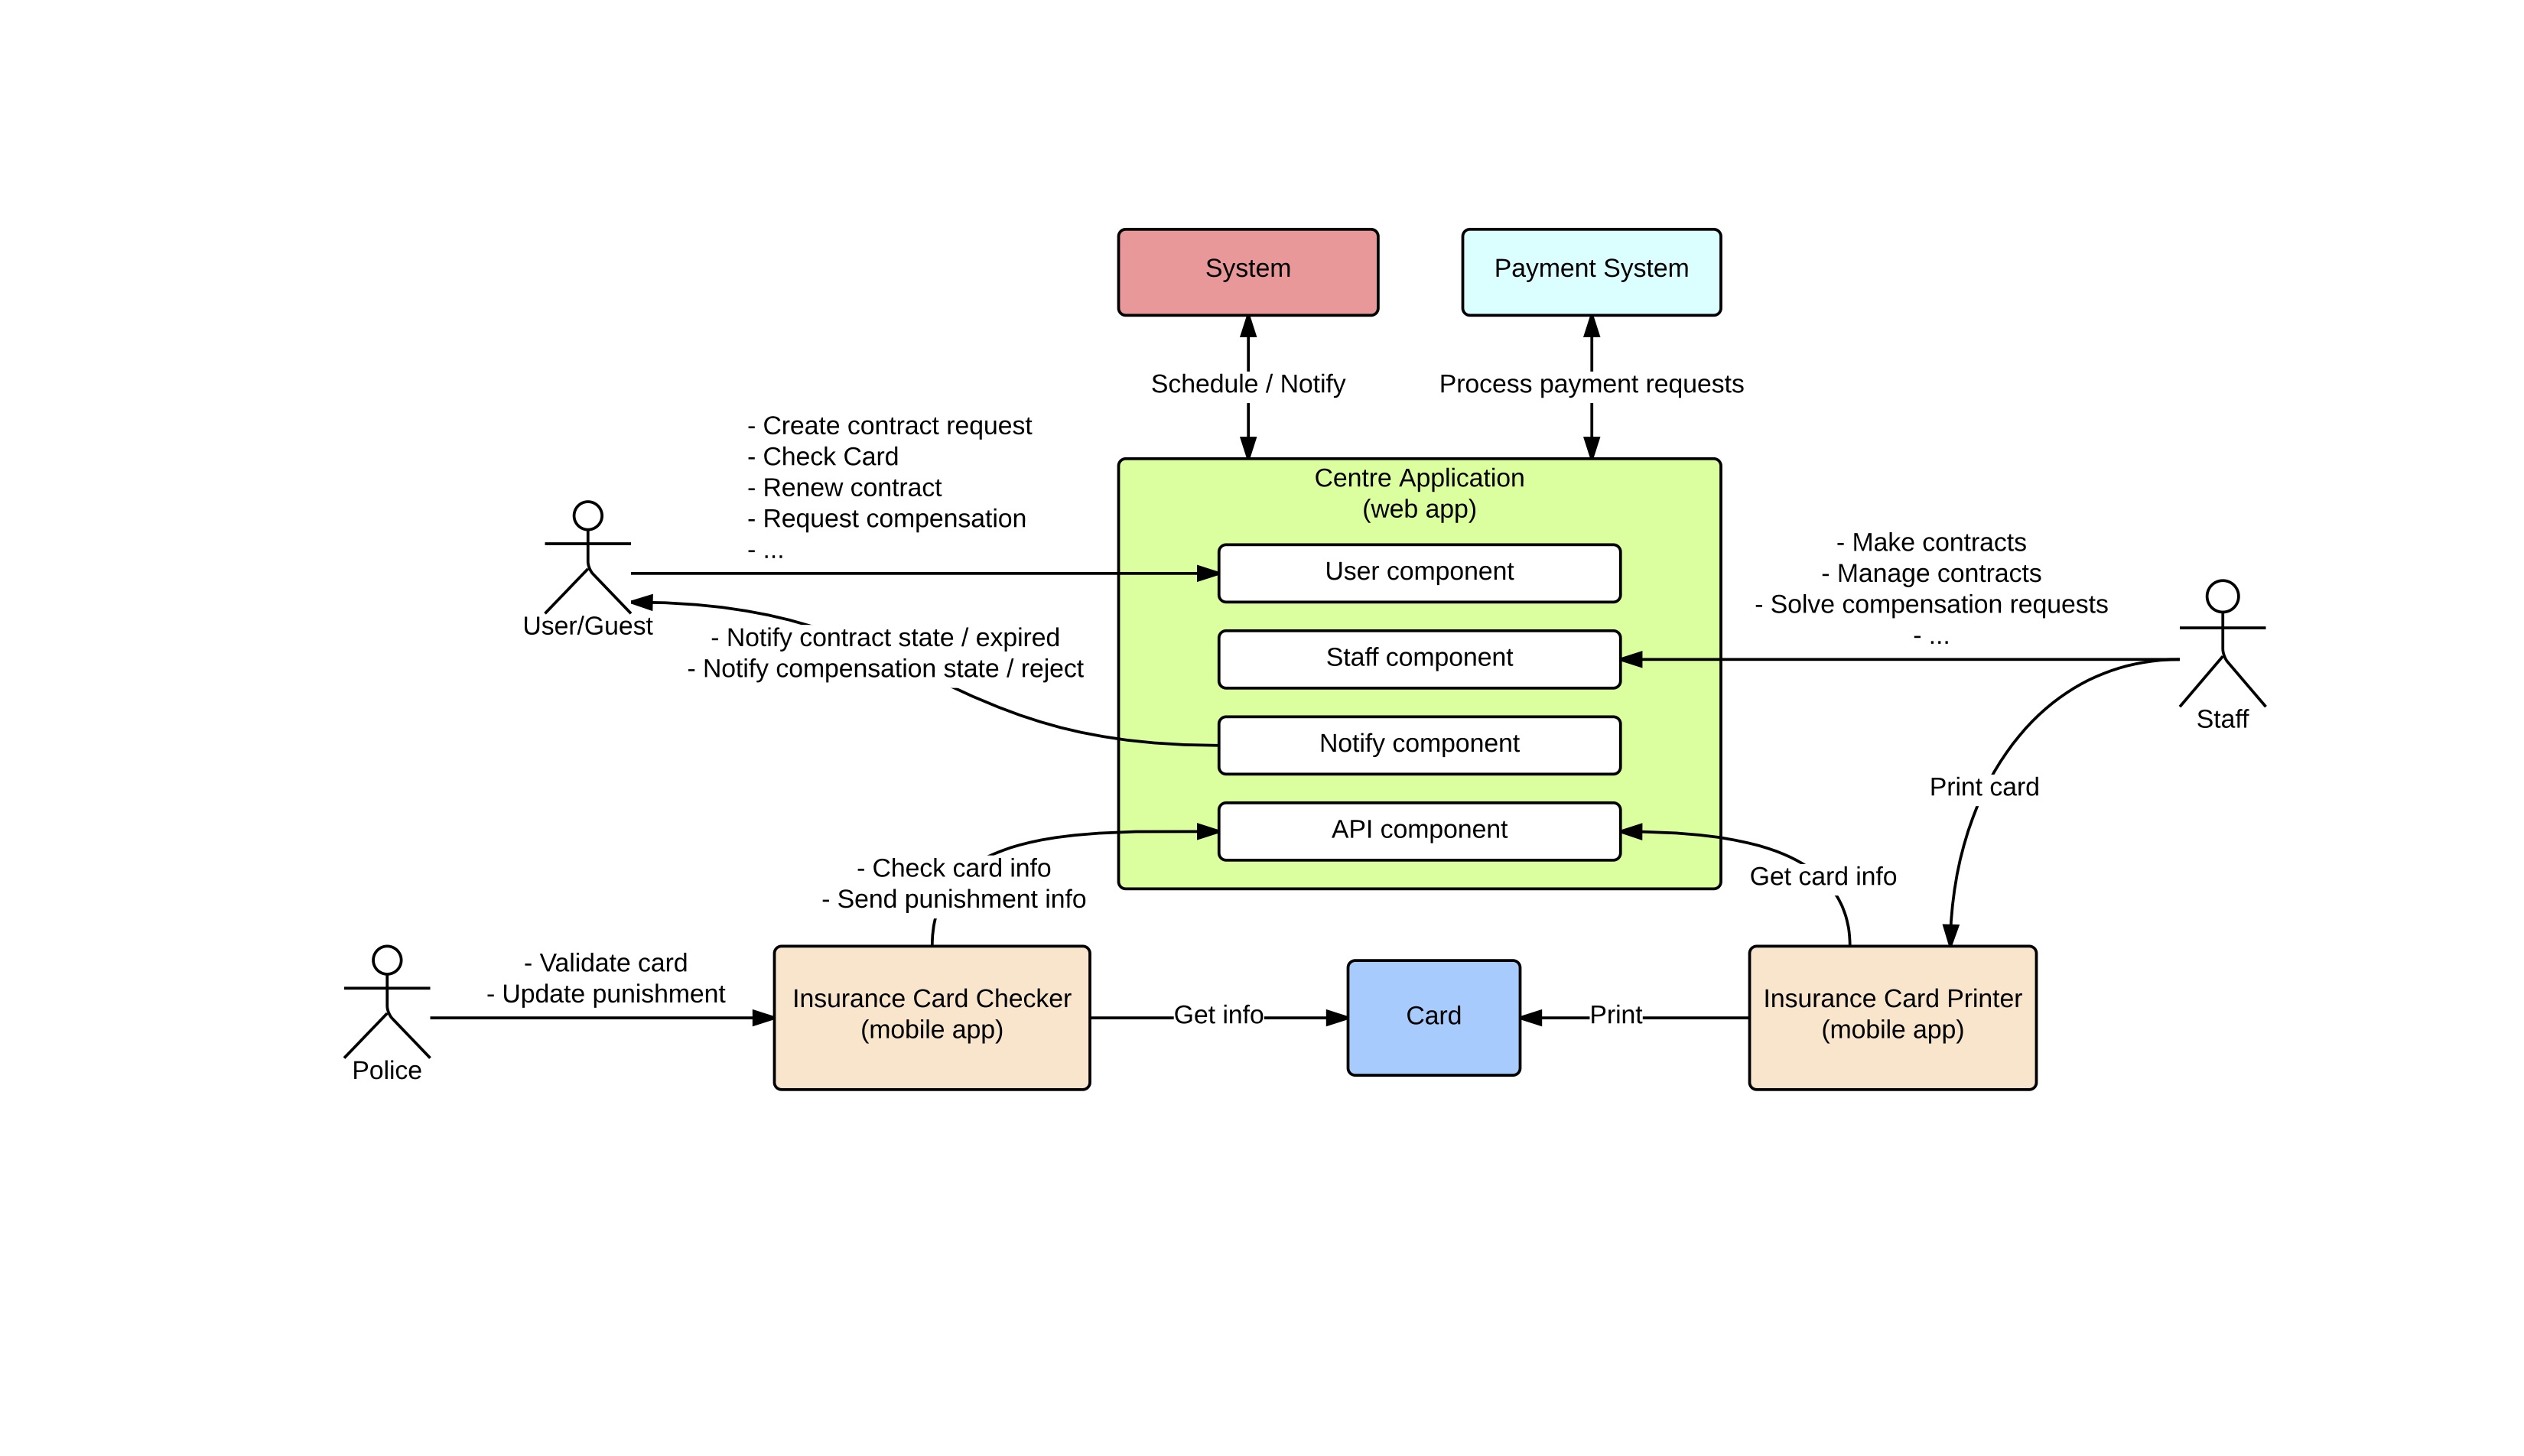 System
Payment System
Schedule / Notify
Process payment requests
- Create contract request
- Check Card
- Renew contract
- Request compensation
- ...
User/Guest
- Notify contract state / expired
- Notify compensation state / reject
Centre Application
(web app)
User component
Staff component
Notify component
API component
- Make contracts
- Manage contracts
- Solve compensation requests
- ...
Staff
Print card
- Check card info
- Send punishment info
Get card info
Police
- Validate card
- Update punishment
Insurance Card Checker
(mobile app)
Get info
Card
Print
Insurance Card Printer
(mobile app)